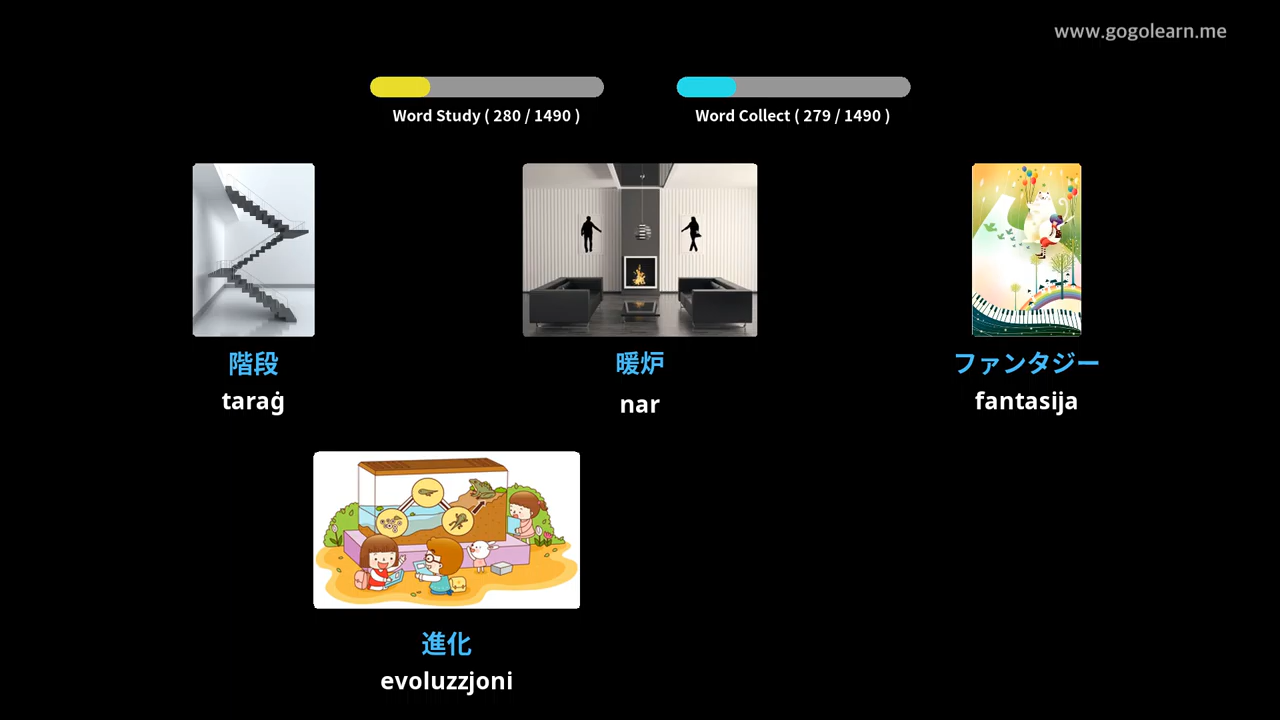 www.gogolearn.me
Word Study ( 280 / 1490 )
Word Collect ( 279 / 1490 )
階段
taraġ
暖炉
nar
ファンタジー
fantasija
進化
evoluzzjoni